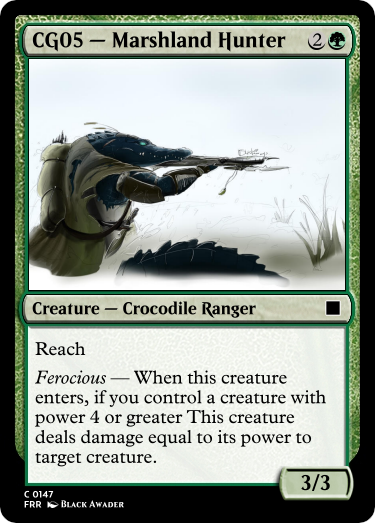 CG05 — Marshland Hunter 2
Creature — Crocodile Ranger
Reach
Ferocious — When this creature
enters, if you control a creature with
power 4 or greater This creature
deals damage equal to its power to
target creature.
3/3
C 0147
FRR Black Awader